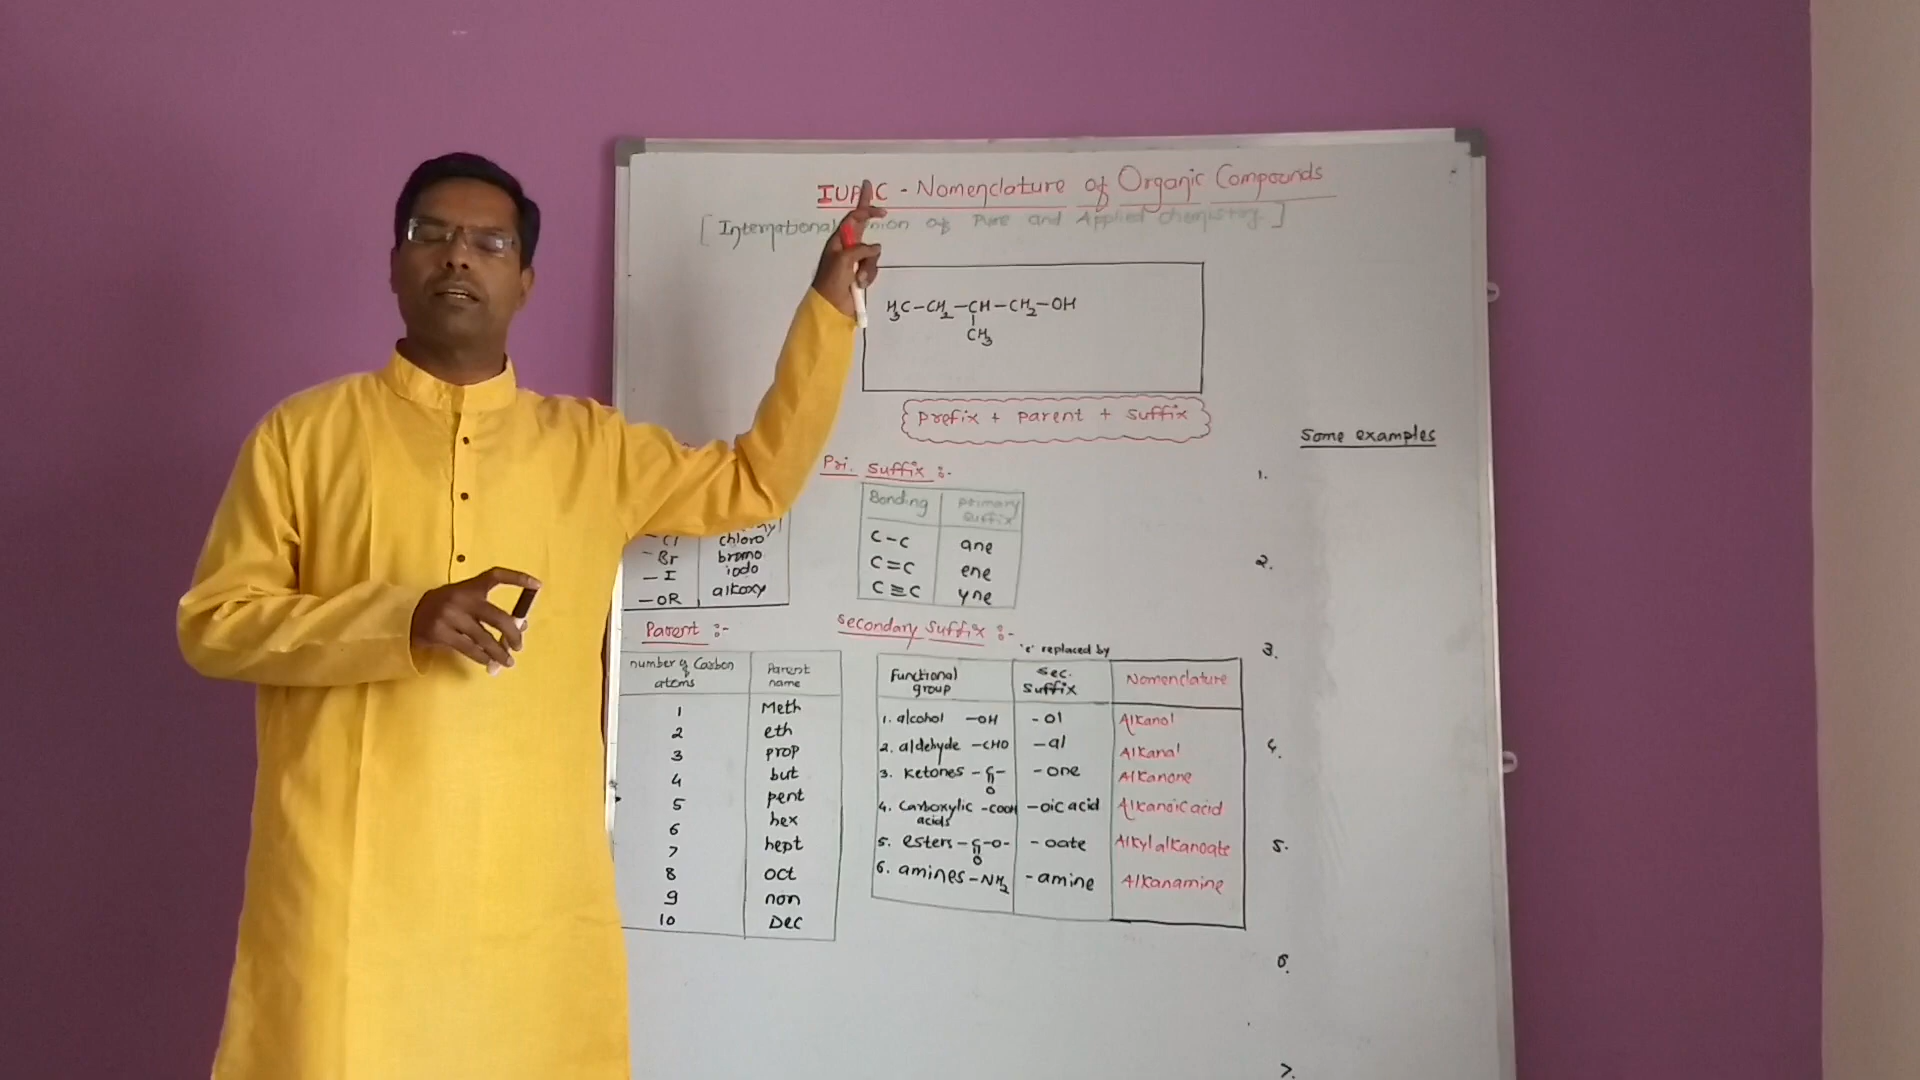 IUPAC - Nomenclature of Organic Compounds
[ International Union of Pure and Applied Chemistry ]
H₃C-CH₂-CH-CH₂-OH
CH₃
prefix + parent + suffix
Some examples
Pri. suffix :-
Bonding primary suffix
C-C ane
C=C ene
C≡C yne
-Cl chloro
-Br bromo
-I iodo
-OR alkoxy
Parent :-
number of Carbon atoms Parent name
1 Meth
2 eth
3 prop
4 but
5 pent
6 hex
7 hept
8 oct
9 non
10 Dec
secondary suffix :-
'e' replaced by
Functional group sec. suffix Nomenclature
1. alcohol -OH -ol Alkanol
2. aldehyde -CHO -al Alkanal
3. ketones -C- -one Alkanone
O
4. carboxylic acids -COOH -oic acid Alkanoic acid
5. esters -C-O- -oate Alkyl alkanoate
O
6. amines -NH₂ -amine Alkanamine
1.
2.
3.
4.
5.
6.
7.